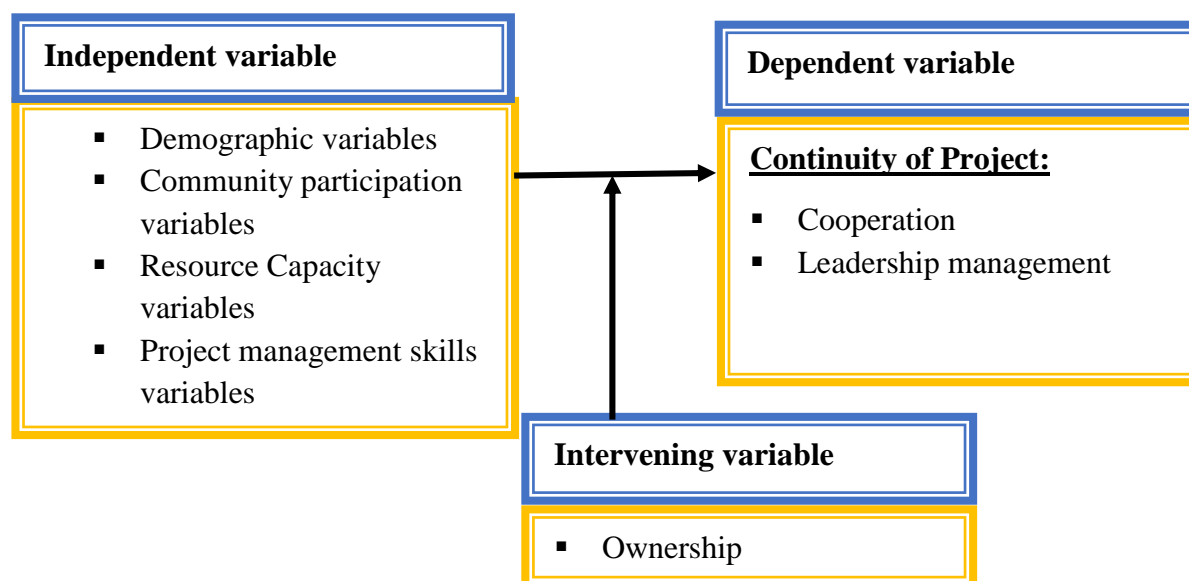 Independent variable
▪ Demographic variables
▪ Community participation
variables
▪ Resource Capacity
variables
▪ Project management skills
variables
Dependent variable
Continuity of Project:
▪ Cooperation
▪ Leadership management
Intervening variable
▪ Ownership